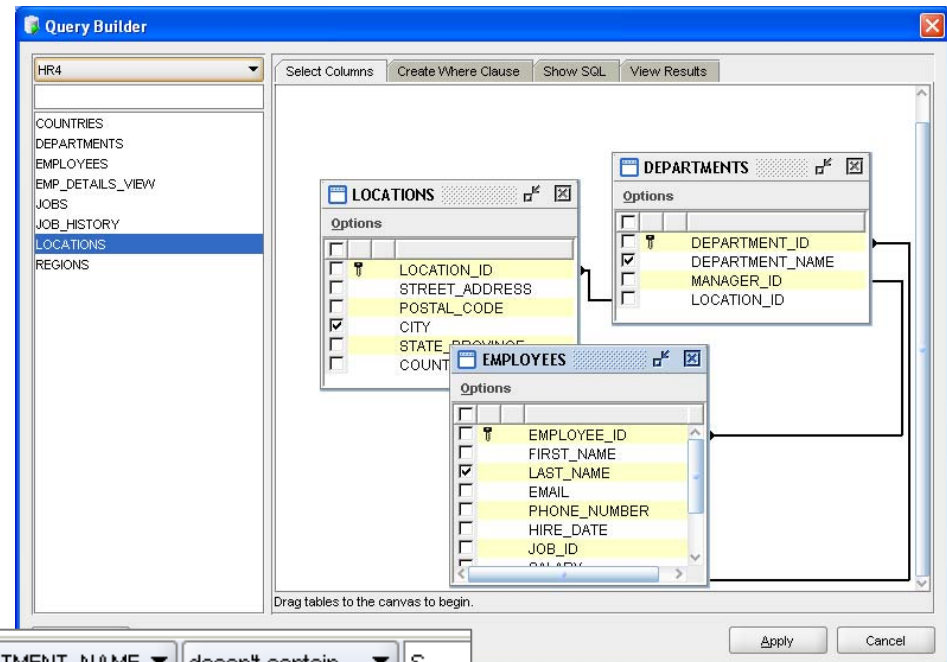 Query Builder
HR4
COUNTRIES
DEPARTMENTS
EMPLOYEES
EMP_DETAILS_VIEW
JOBS
JOB_HISTORY
LOCATIONS
REGIONS
Select Columns
Create Where Clause
Show SQL
View Results
LOCATIONS
Options
LOCATION_ID
STREET_ADDRESS
POSTAL_CODE
CITY
DEPARTMENTS
Options
DEPARTMENT_ID
DEPARTMENT_NAME
MANAGER_ID
LOCATION_ID
EMPLOYEES
Options
EMPLOYEE_ID
FIRST_NAME
LAST_NAME
EMAIL
PHONE_NUMBER
HIRE_DATE
JOB_ID
Drag tables to the canvas to begin.
Apply
Cancel